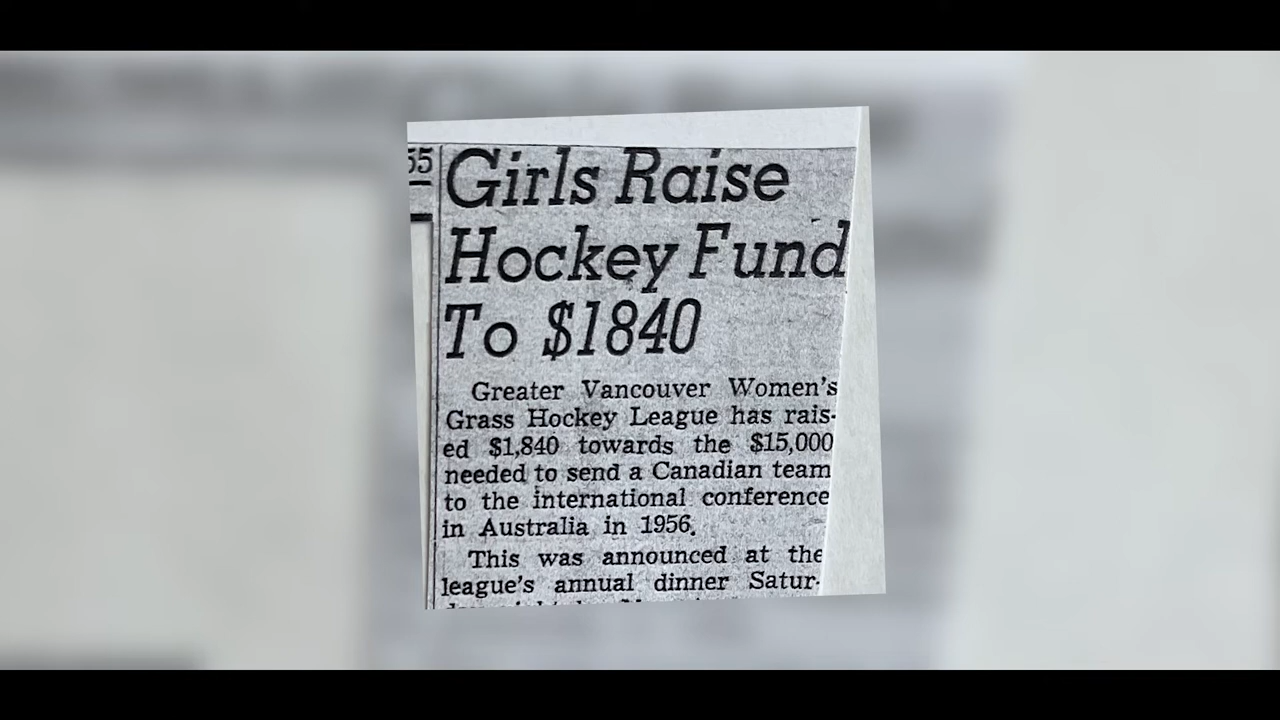 55
Girls Raise
Hockey Fund
To $1840
Greater Vancouver Women's
Grass Hockey League has rais-
ed $1,840 towards the $15,000
needed to send a Canadian team
to the international conference
in Australia in 1956.
This was announced at the
league's annual dinner Satur-